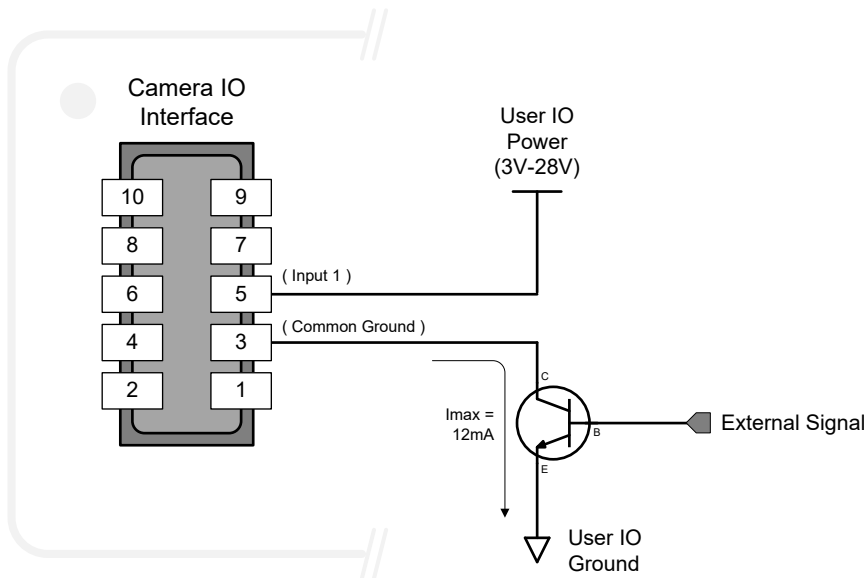 Camera IO
Interface
User IO
Power
(3V-28V)
10
9
8
7
( Input 1 )
6
5
( Common Ground )
4
3
C
2
1
Imax =
12mA
B
External Signal
E
User IO
Ground